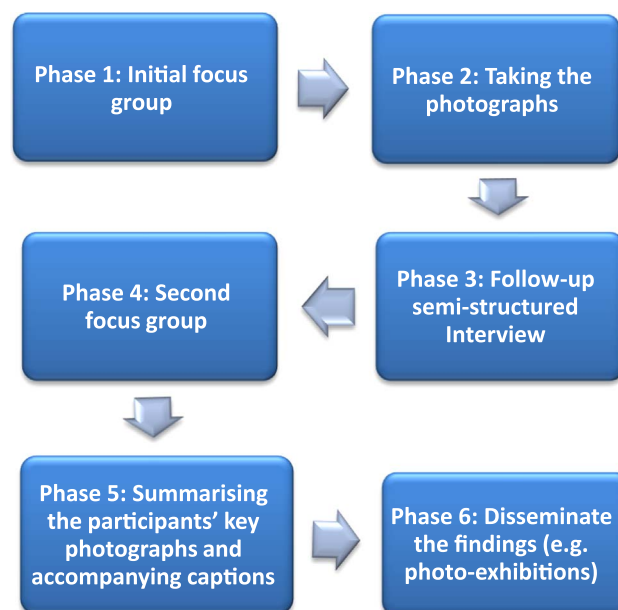 Phase 1: Initial focus
group
Phase 2: Taking the
photographs
Phase 3: Follow-up
semi-structured
Interview
Phase 4: Second
focus group
Phase 5: Summarising
the participants’ key
photographs and
accompanying captions
Phase 6: Disseminate
the findings (e.g.
photo-exhibitions)